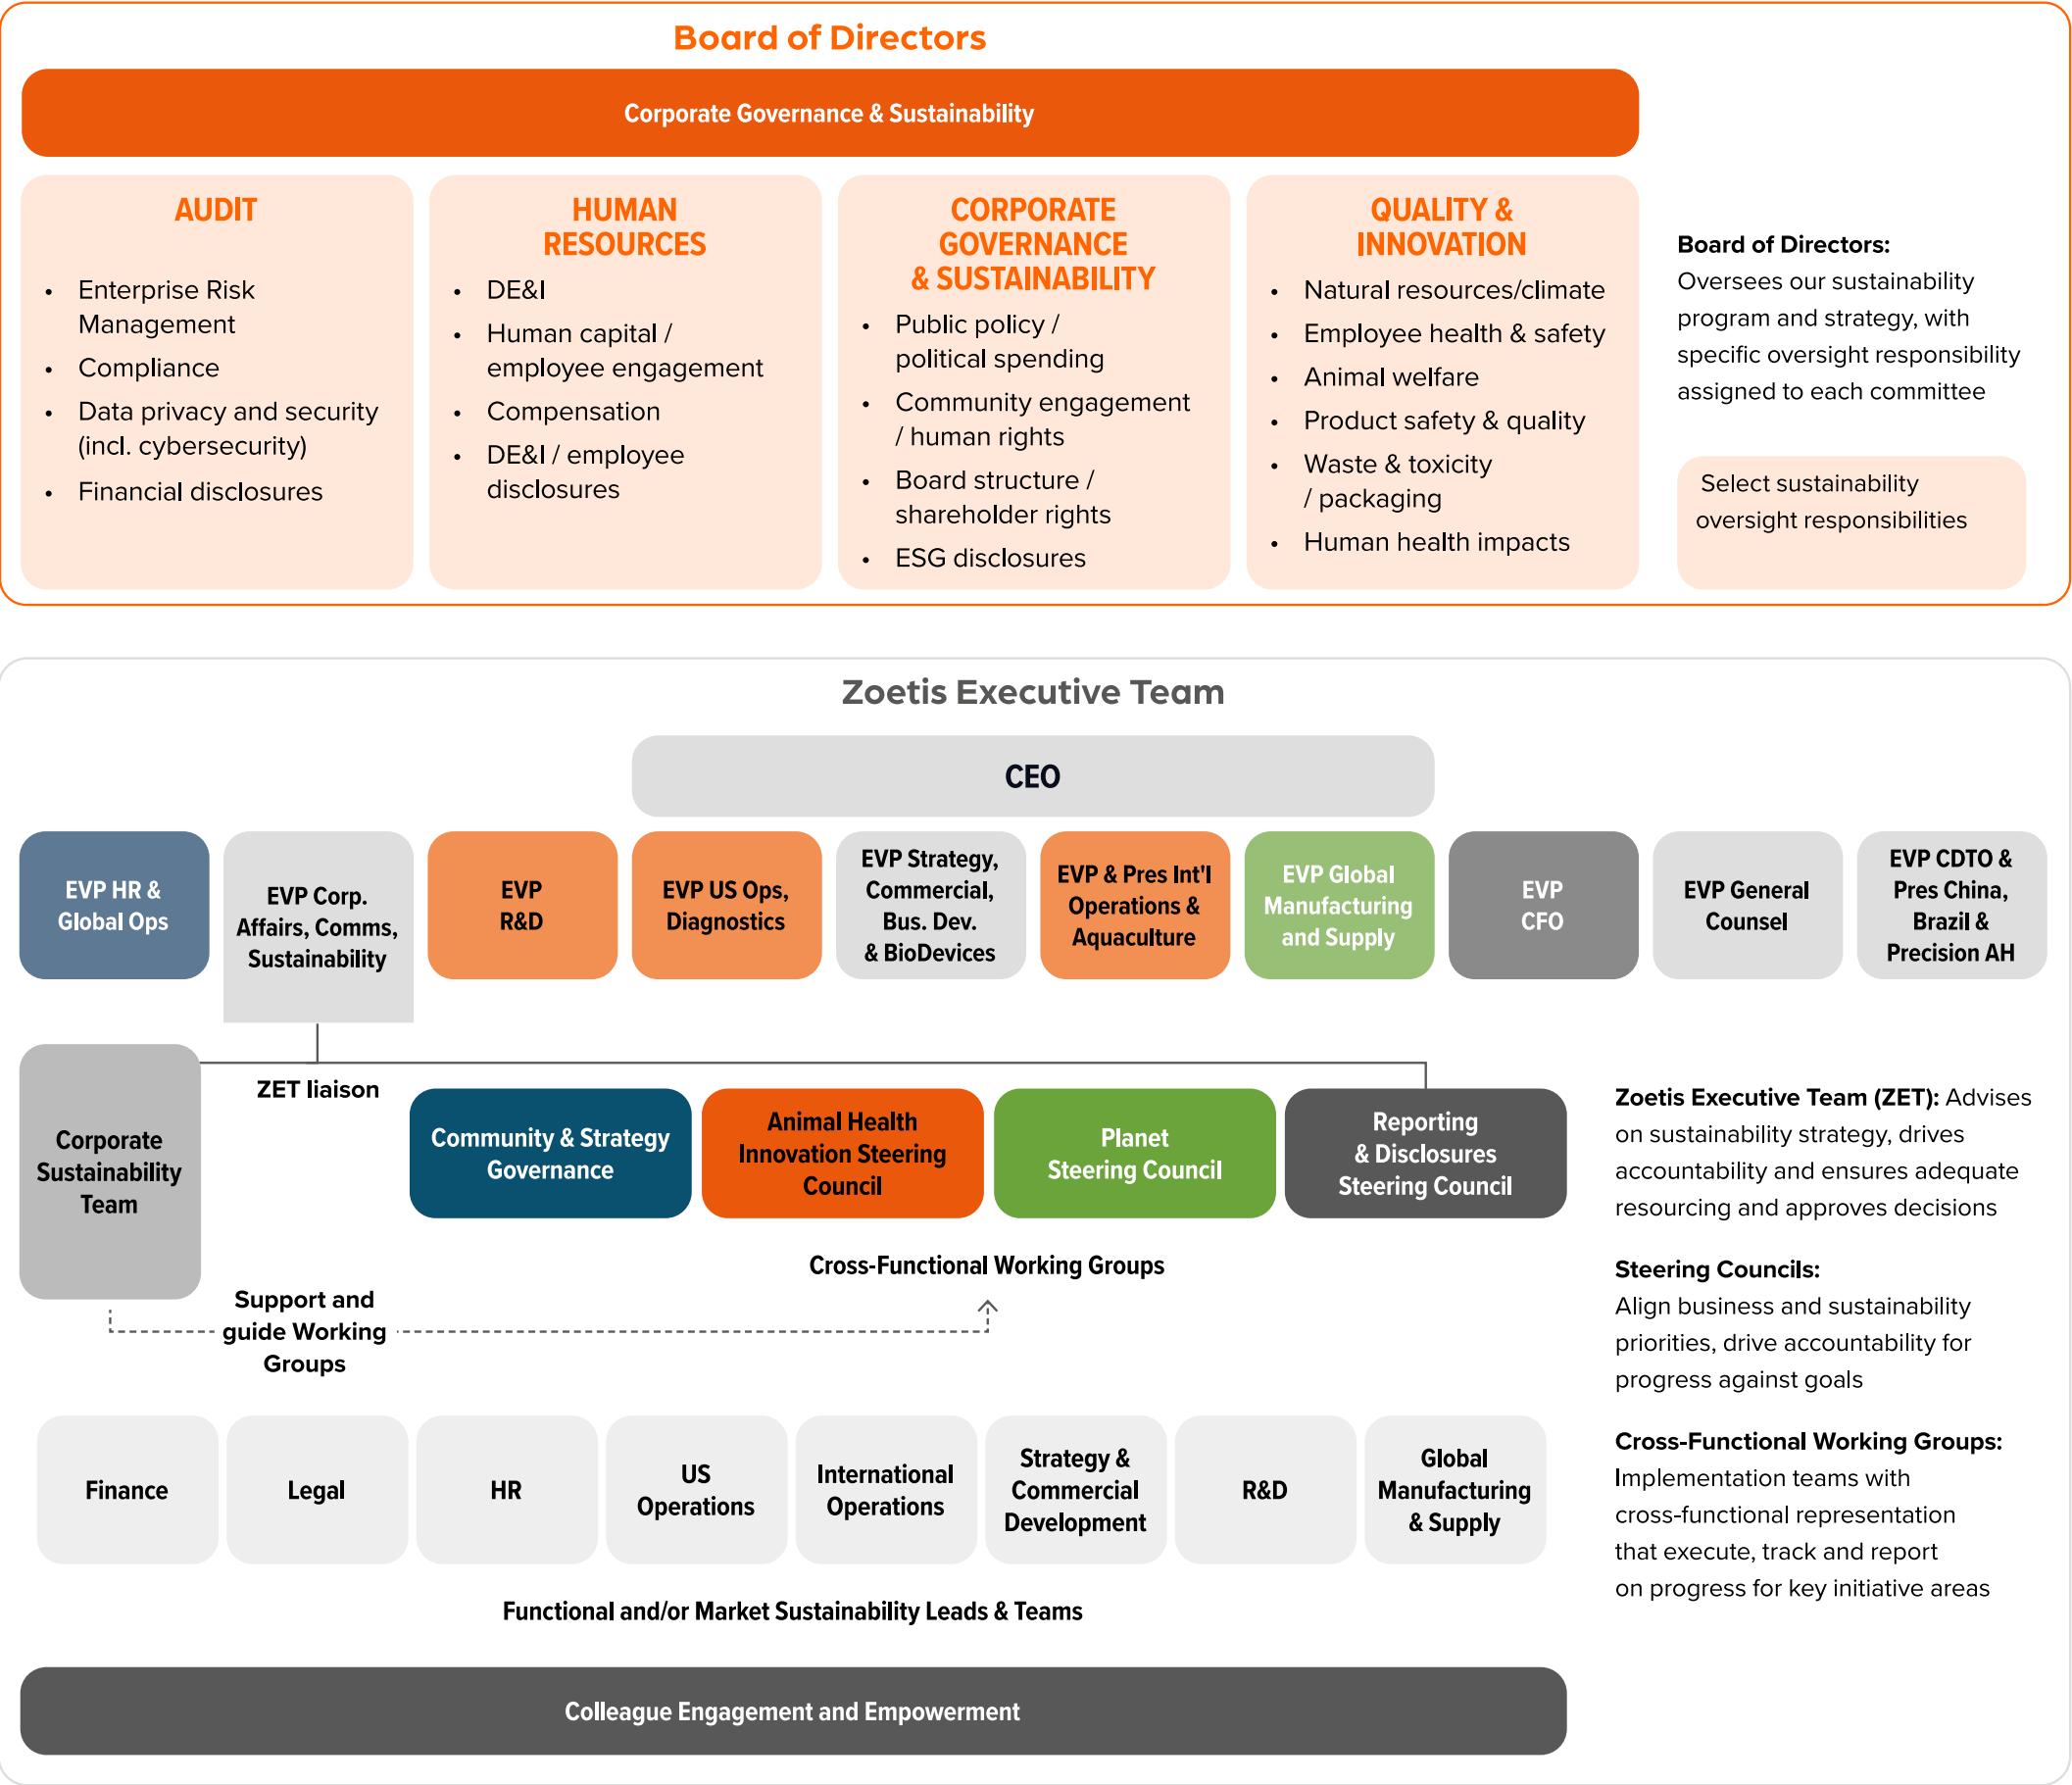 Board of Directors
Corporate Governance & Sustainability
AUDIT
• Enterprise Risk
Management
• Compliance
• Data privacy and security
(incl. cybersecurity)
• Financial disclosures
HUMAN
RESOURCES
• DE&I
• Human capital /
employee engagement
• Compensation
• DE&I / employee
disclosures
CORPORATE
GOVERNANCE
& SUSTAINABILITY
• Public policy /
political spending
• Community engagement
/ human rights
• Board structure /
shareholder rights
• ESG disclosures
QUALITY &
INNOVATION
• Natural resources/climate
• Employee health & safety
• Animal welfare
• Product safety & quality
• Waste & toxicity
/ packaging
• Human health impacts
Board of Directors:
Oversees our sustainability
program and strategy, with
specific oversight responsibility
assigned to each committee
Select sustainability
oversight responsibilities
Zoetis Executive Team
CEO
EVP HR &
Global Ops
EVP Corp.
Affairs, Comms,
Sustainability
EVP
R&D
EVP US Ops,
Diagnostics
EVP Strategy,
Commercial,
Bus. Dev.
& BioDevices
EVP & Pres Int'l
Operations &
Aquaculture
EVP Global
Manufacturing
and Supply
EVP
CFO
EVP General
Counsel
EVP CDTO &
Pres China,
Brazil &
Precision AH
Corporate
Sustainability
Team
ZET liaison
Community & Strategy
Governance
Animal Health
Innovation Steering
Council
Planet
Steering Council
Reporting
& Disclosures
Steering Council
Cross-Functional Working Groups
Support and
guide Working
Groups
Finance
Legal
HR
US
Operations
International
Operations
Strategy &
Commercial
Development
R&D
Global
Manufacturing
& Supply
Functional and/or Market Sustainability Leads & Teams
Colleague Engagement and Empowerment
Zoetis Executive Team (ZET): Advises
on sustainability strategy, drives
accountability and ensures adequate
resourcing and approves decisions
Steering Councils:
Align business and sustainability
priorities, drive accountability for
progress against goals
Cross-Functional Working Groups:
Implementation teams with
cross-functional representation
that execute, track and report
on progress for key initiative areas